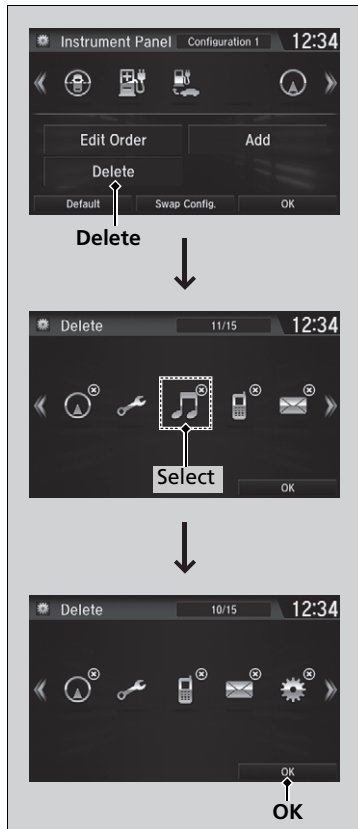 Instrument Panel Configuration 1 12:34
Edit Order Add
Delete
Default Swap Config. OK
Delete
Delete 11/15 12:34
Select
OK
Delete 10/15 12:34
OK
OK